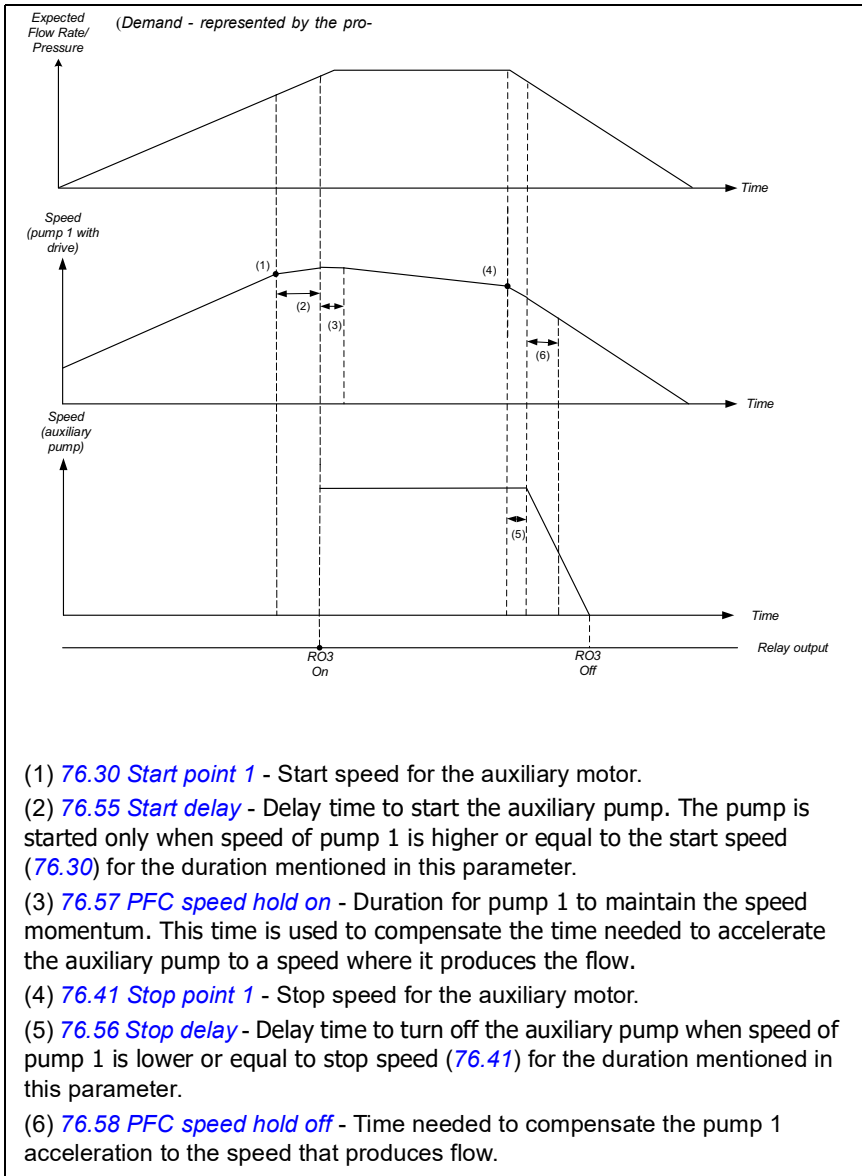 Expected
Flow Rate/
Pressure
(Demand - represented by the pro-
Time
Speed
(pump 1 with
drive)
(1)
(2)
(3)
(4)
(6)
Time
Speed
(auxiliary
pump)
(5)
Time
Relay output
RO3
On
RO3
Off
(1) 76.30 Start point 1 - Start speed for the auxiliary motor.
(2) 76.55 Start delay - Delay time to start the auxiliary pump. The pump is
started only when speed of pump 1 is higher or equal to the start speed
(76.30) for the duration mentioned in this parameter.
(3) 76.57 PFC speed hold on - Duration for pump 1 to maintain the speed
momentum. This time is used to compensate the time needed to accelerate
the auxiliary pump to a speed where it produces the flow.
(4) 76.41 Stop point 1 - Stop speed for the auxiliary motor.
(5) 76.56 Stop delay - Delay time to turn off the auxiliary pump when speed of
pump 1 is lower or equal to stop speed (76.41) for the duration mentioned in
this parameter.
(6) 76.58 PFC speed hold off - Time needed to compensate the pump 1
acceleration to the speed that produces flow.